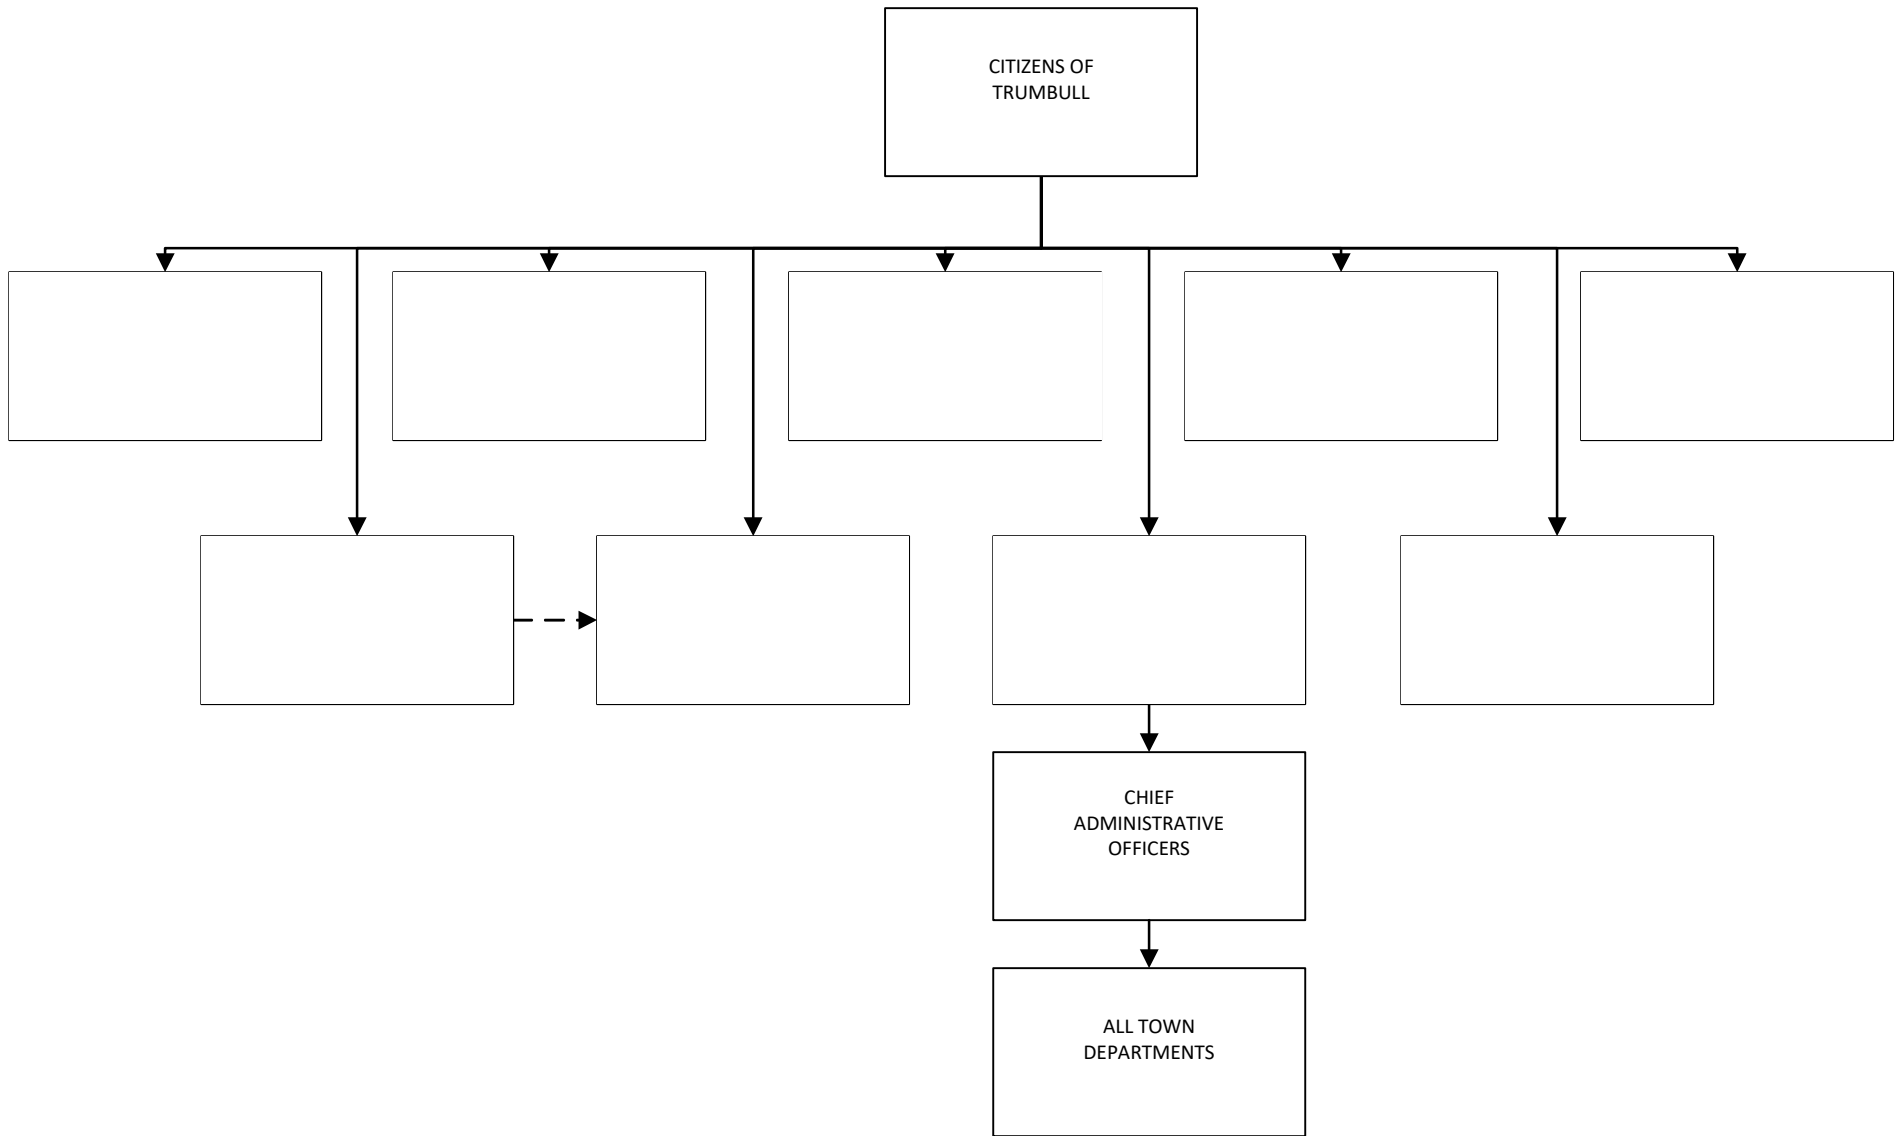 CITIZENS OF
TRUMBULL
CHIEF
ADMINISTRATIVE
OFFICERS
ALL TOWN
DEPARTMENTS